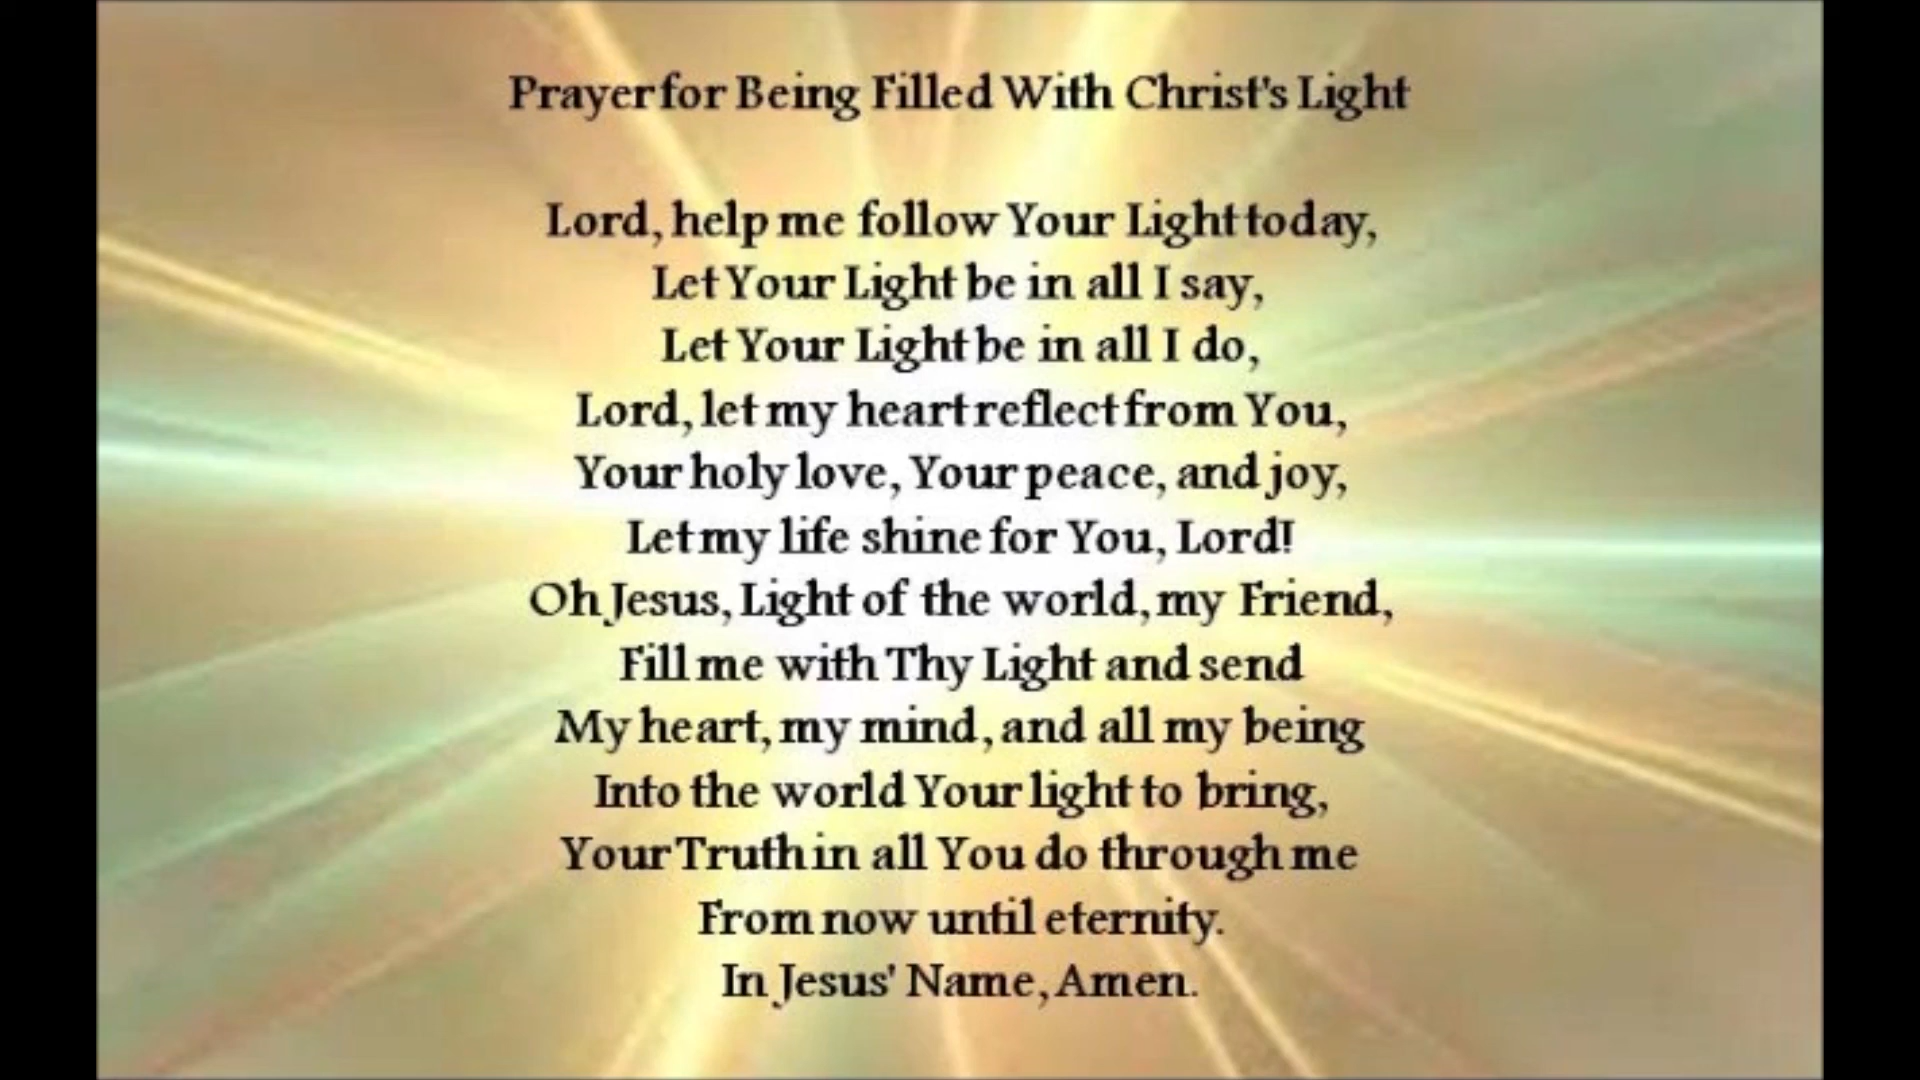 Prayer for Being Filled With Christ's Light
Lord, help me follow Your Light today,
Let Your Light be in all I say,
Let Your Light be in all I do,
Lord, let my heart reflect from You,
Your holy love, Your peace, and joy,
Let my life shine for You, Lord!
Oh Jesus, Light of the world, my Friend,
Fill me with Thy Light and send
My heart, my mind, and all my being
Into the world Your light to bring,
Your Truth in all You do through me
From now until eternity.
In Jesus' Name, Amen.